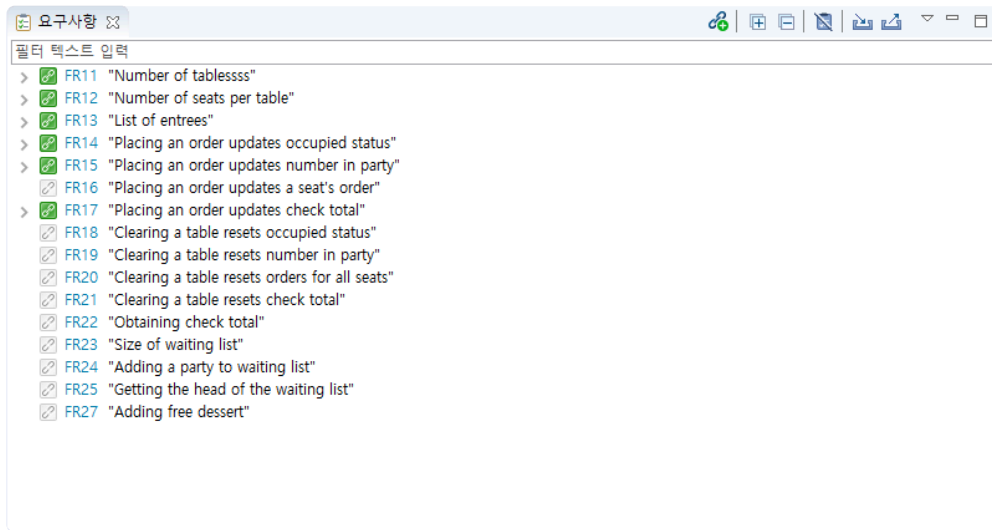 요구사항
필터 텍스트 입력
FR11 "Number of tablessss"
FR12 "Number of seats per table"
FR13 "List of entrees"
FR14 "Placing an order updates occupied status"
FR15 "Placing an order updates number in party"
FR16 "Placing an order updates a seat's order"
FR17 "Placing an order updates check total"
FR18 "Clearing a table resets occupied status"
FR19 "Clearing a table resets number in party"
FR20 "Clearing a table resets orders for all seats"
FR21 "Clearing a table resets check total"
FR22 "Obtaining check total"
FR23 "Size of waiting list"
FR24 "Adding a party to waiting list"
FR25 "Getting the head of the waiting list"
FR27 "Adding free dessert"